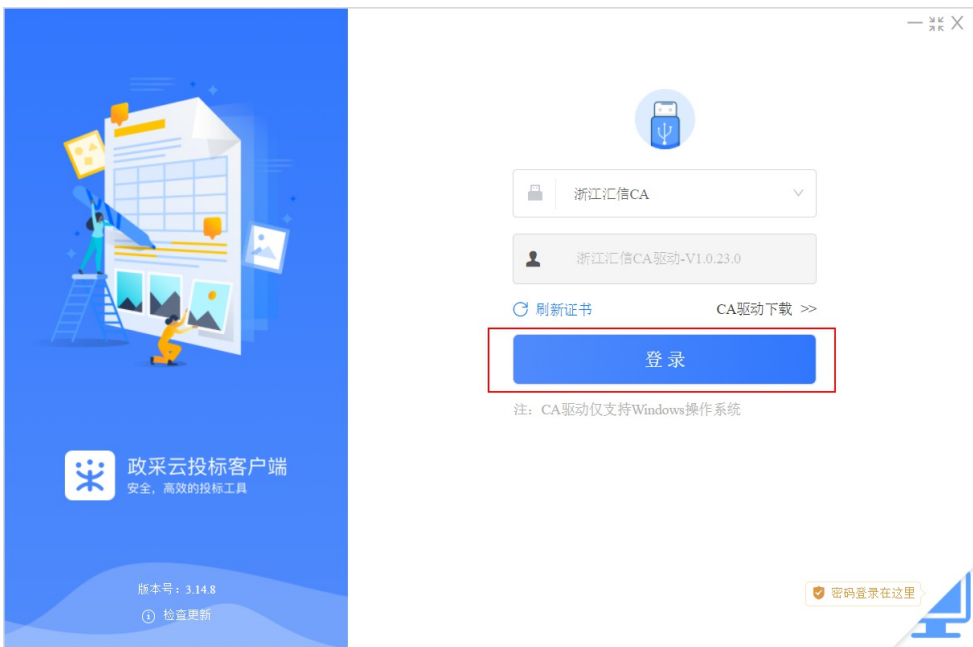 浙江汇信CA
浙江汇信CA驱动-V1.0.23.0
刷新证书
CA驱动下载 >>
登录
注：CA驱动仅支持Windows操作系统
政采云投标客户端
安全，高效的投标工具
版本号：3.14.8
检查更新
密码登录在这里